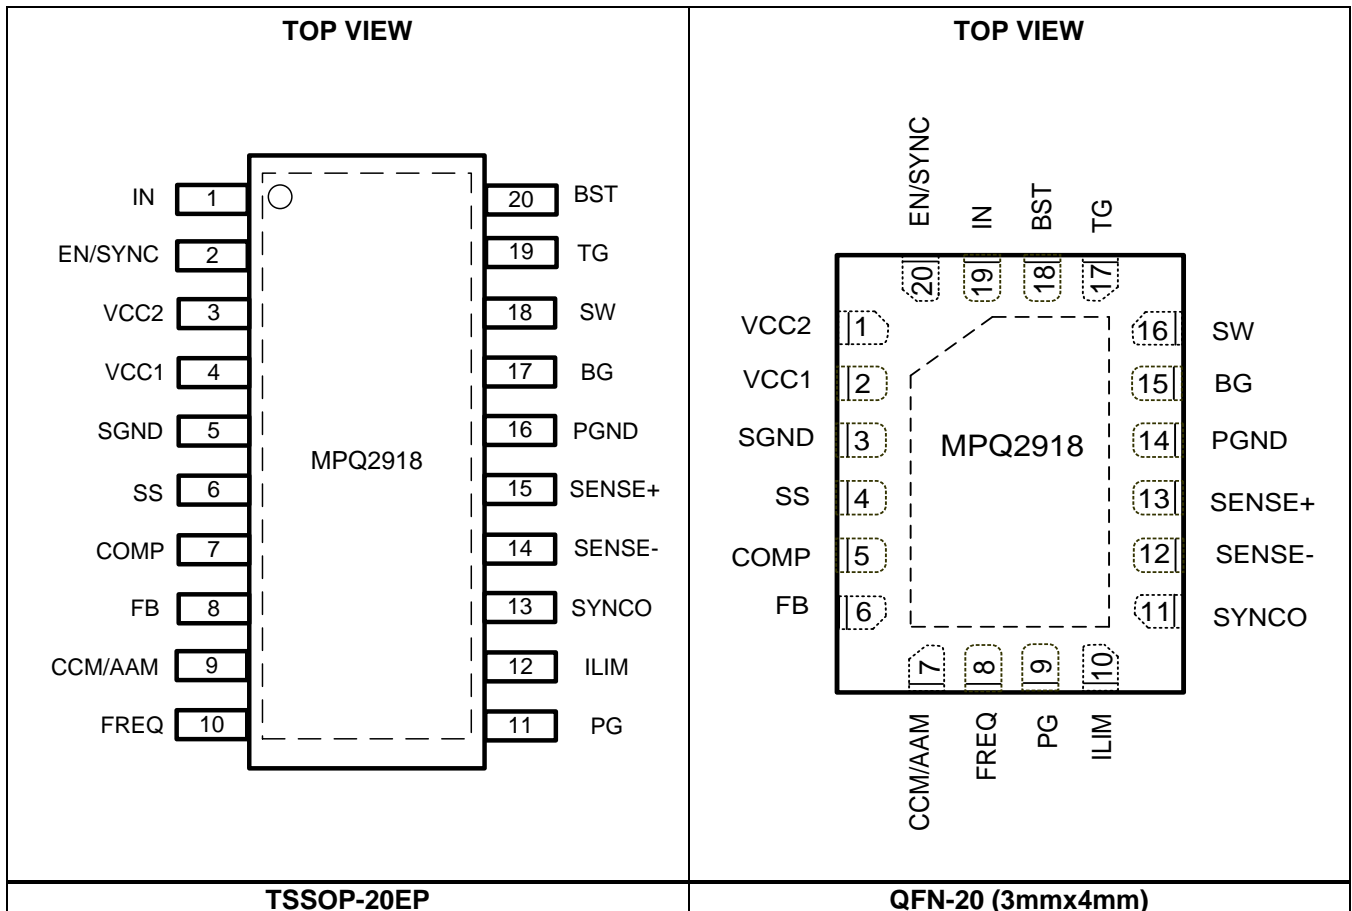 TOP VIEW
IN 1
EN/SYNC 2
VCC2 3
VCC1 4
SGND 5
SS 6
COMP 7
FB 8
CCM/AAM 9
FREQ 10
MPQ2918
20 BST
19 TG
18 SW
17 BG
16 PGND
15 SENSE+
14 SENSE-
13 SYNCO
12 ILIM
11 PG
TSSOP-20EP
TOP VIEW
EN/SYNC
IN
BST
TG
20
19
18
17
VCC2 1
VCC1 2
SGND 3
SS 4
COMP 5
FB 6
MPQ2918
16 SW
15 BG
14 PGND
13 SENSE+
12 SENSE-
11 SYNCO
7
8
9
10
CCM/AAM
FREQ
PG
ILIM
QFN-20 (3mmx4mm)